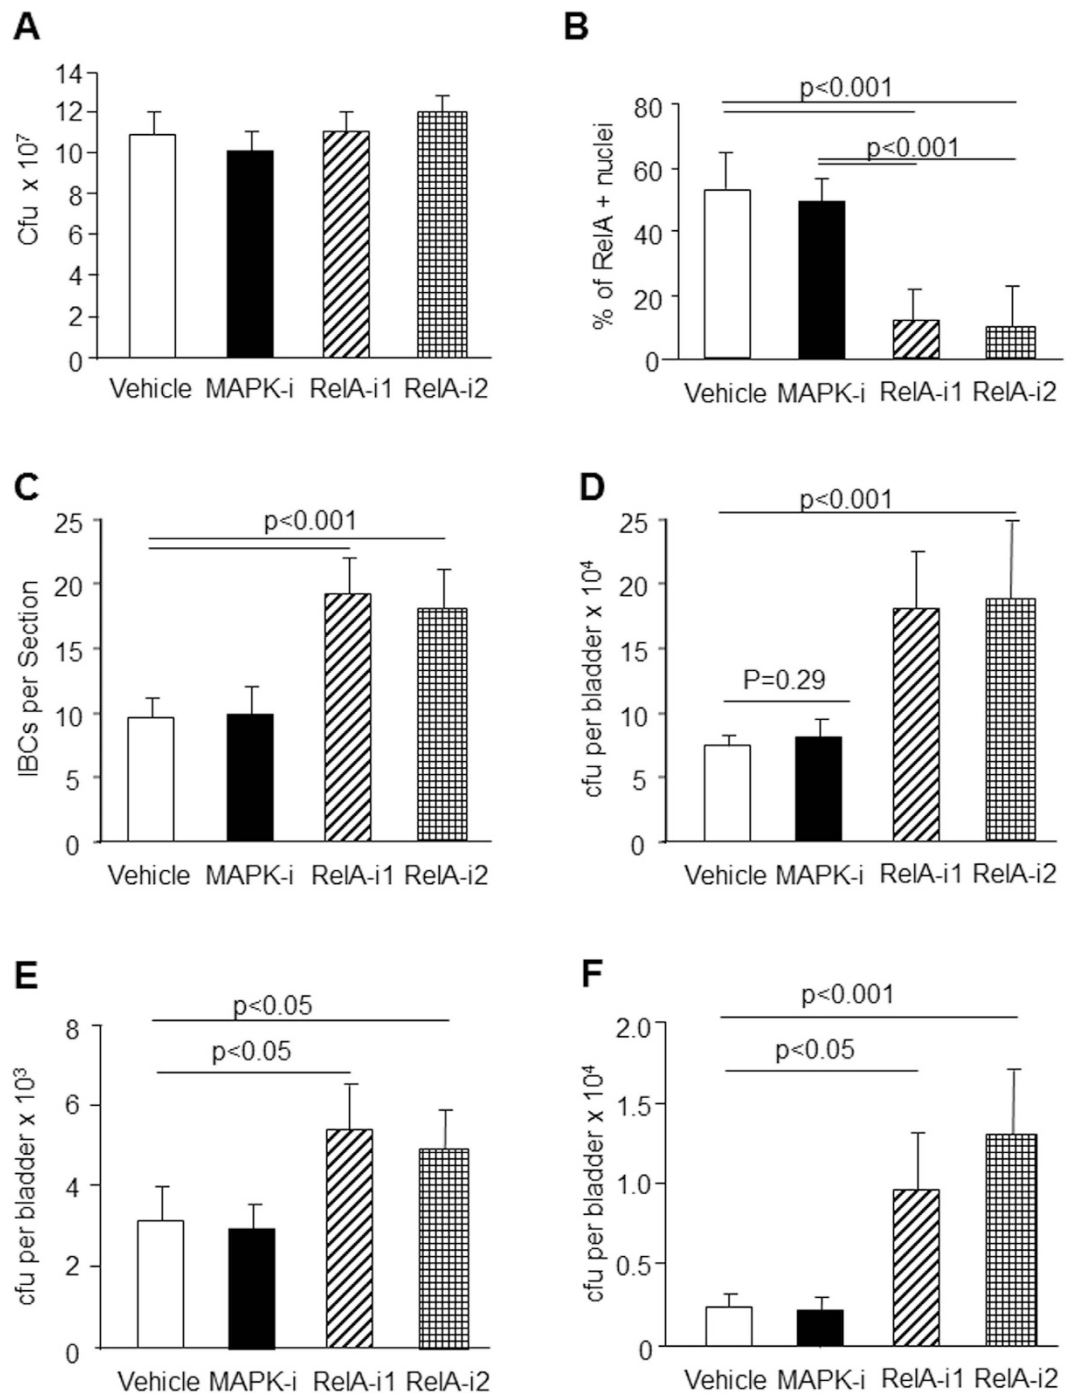 A
14
12
10
8
6
4
2
0
Cfu x 10⁷
Vehicle MAPK-i RelA-i1 RelA-i2
B
p<0.001
p<0.001
80
60
40
20
0
% of RelA + nuclei
Vehicle MAPK-i RelA-i1 RelA-i2
C
p<0.001
25
20
15
10
5
0
IBCs per Section
Vehicle MAPK-i RelA-i1 RelA-i2
D
p<0.001
P=0.29
25
20
15
10
5
0
cfu per bladder x 10⁴
Vehicle MAPK-i RelA-i1 RelA-i2
E
p<0.05
p<0.05
8
6
4
2
0
cfu per bladder x 10³
Vehicle MAPK-i RelA-i1 RelA-i2
F
p<0.001
p<0.05
2.0
1.5
1.0
0.5
0
cfu per bladder x 10⁴
Vehicle MAPK-i RelA-i1 RelA-i2